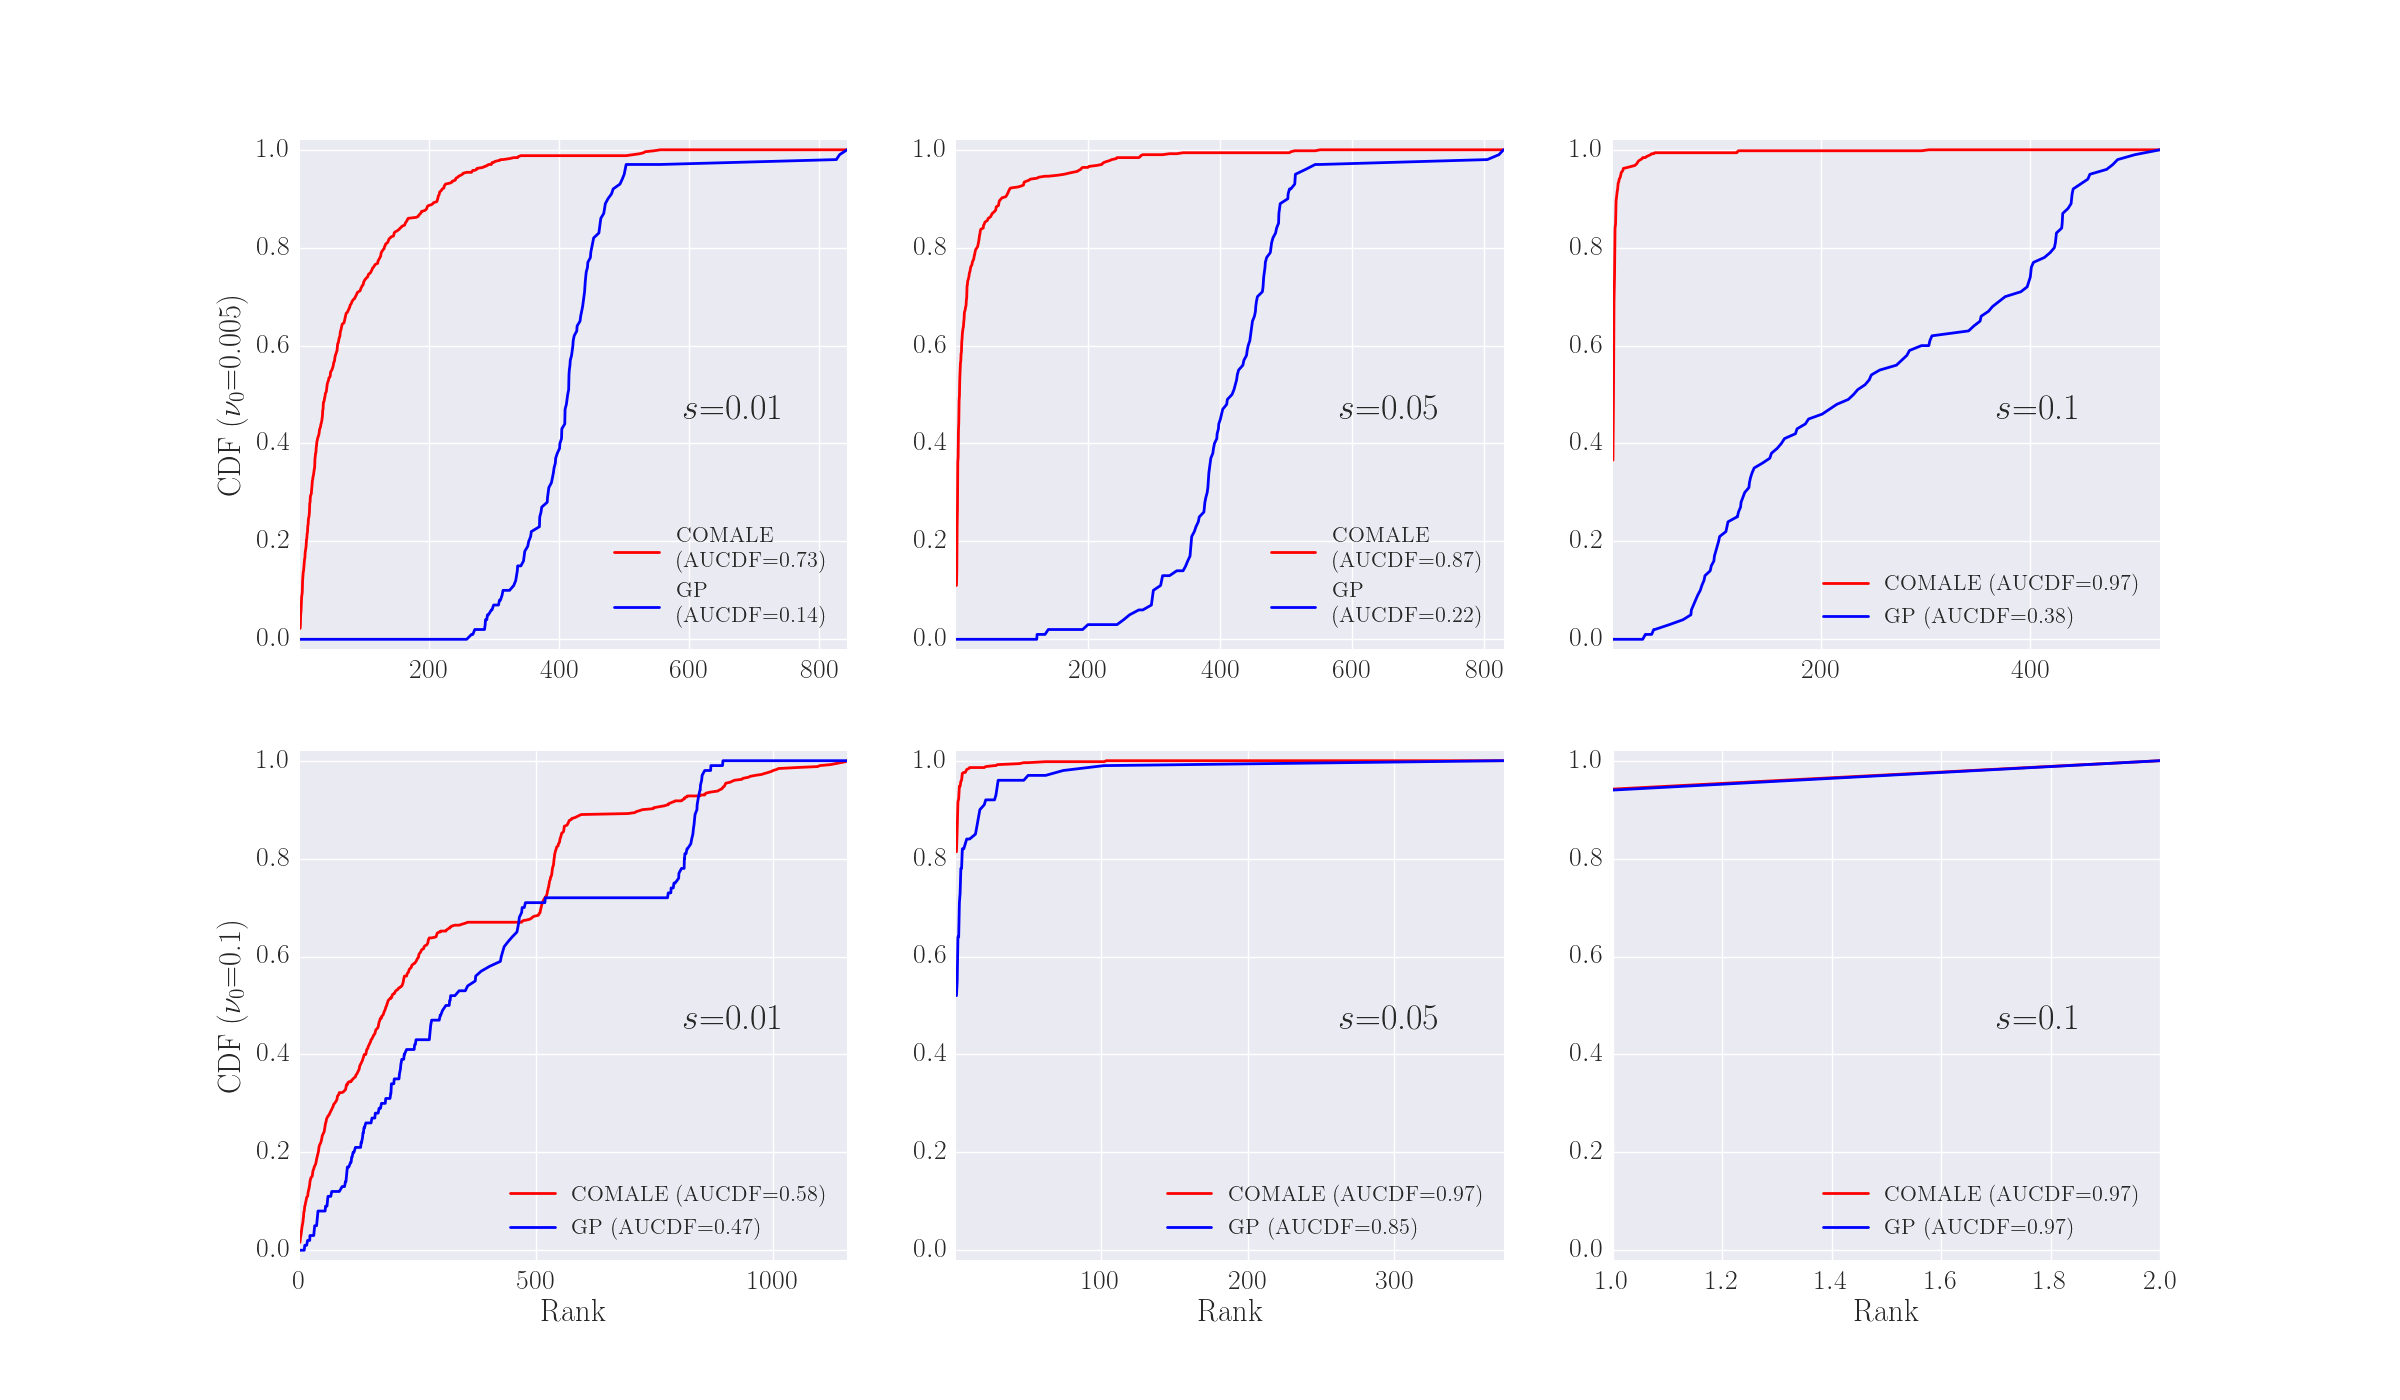 1.0
0.8
0.6
0.4
0.2
0.0
CDF (ν₀=0.005)
s=0.01
COMALE
(AUCDF=0.73)
GP
(AUCDF=0.14)
200 400 600 800
1.0
0.8
0.6
0.4
0.2
0.0
s=0.05
COMALE
(AUCDF=0.87)
GP
(AUCDF=0.22)
200 400 600 800
1.0
0.8
0.6
0.4
0.2
0.0
s=0.1
COMALE (AUCDF=0.97)
GP (AUCDF=0.38)
200 400
1.0
0.8
0.6
0.4
0.2
0.0
CDF (ν₀=0.1)
s=0.01
COMALE (AUCDF=0.58)
GP (AUCDF=0.47)
0 500 1000
Rank
1.0
0.8
0.6
0.4
0.2
0.0
s=0.05
COMALE (AUCDF=0.97)
GP (AUCDF=0.85)
100 200 300
Rank
1.0
0.8
0.6
0.4
0.2
0.0
s=0.1
COMALE (AUCDF=0.97)
GP (AUCDF=0.97)
1.0 1.2 1.4 1.6 1.8 2.0
Rank